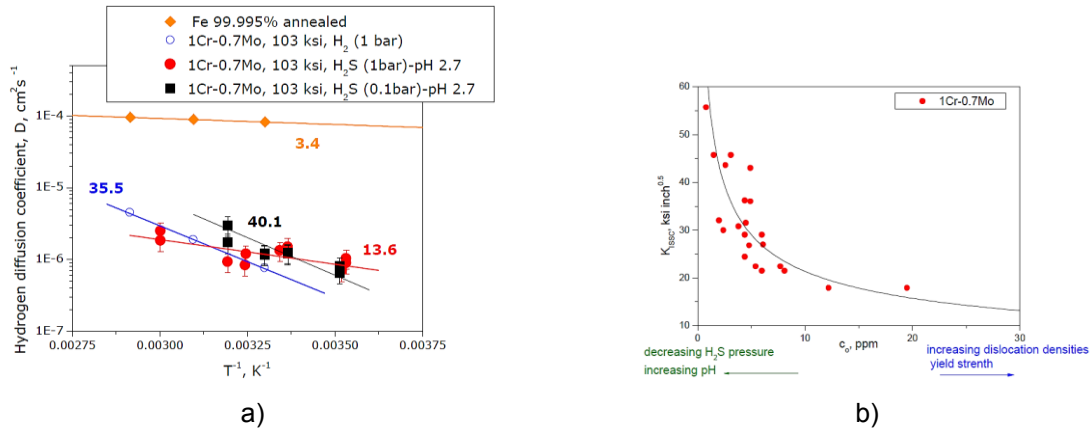 Fe 99.995% annealed
1Cr-0.7Mo, 103 ksi, H2 (1 bar)
1Cr-0.7Mo, 103 ksi, H2S (1bar)-pH 2.7
1Cr-0.7Mo, 103 ksi, H2S (0.1bar)-pH 2.7
Hydrogen diffusion coefficient, D, cm2s-1
1E-4
1E-5
1E-6
1E-7
3.4
35.5
40.1
13.6
0.00275
0.00300
0.00325
0.00350
0.00375
T-1, K-1
a)
1Cr-0.7Mo
K1SSC, ksi inch0.5
60
50
40
30
20
10
0
10
20
30
c0, ppm
decreasing H2S pressure
increasing pH
increasing dislocation densities
yield strenth
b)